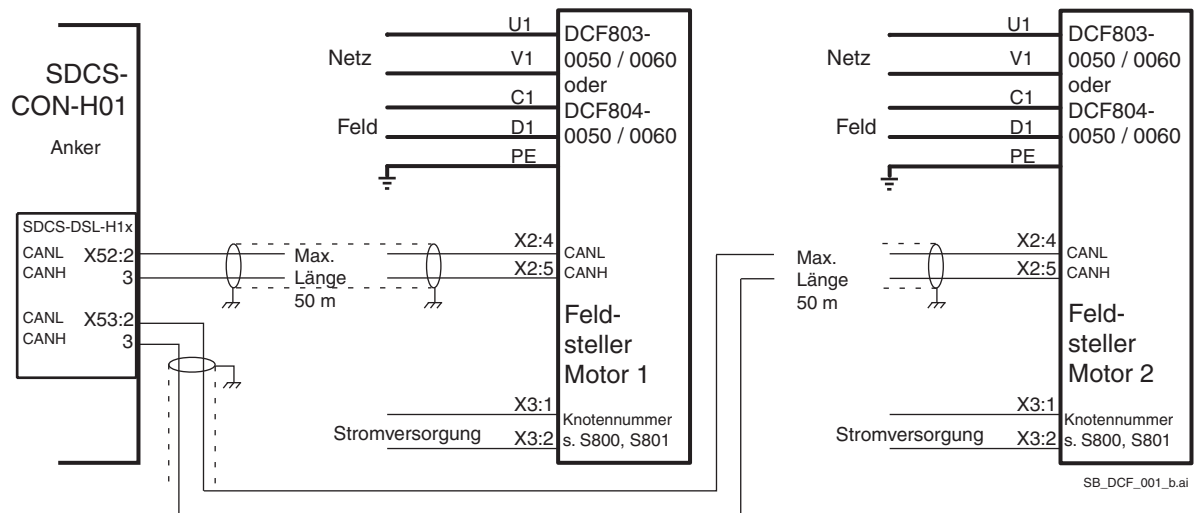 SDCS-
CON-H01
Anker
SDCS-DSL-H1x
CANL X52:2
CANH 3
CANL X53:2
CANH 3
Netz
Feld
U1
V1
C1
D1
PE
DCF803-
0050 / 0060
oder
DCF804-
0050 / 0060
Max.
Länge
50 m
X2:4 CANL
X2:5 CANH
Feld-
steller
Motor 1
Stromversorgung
X3:1
X3:2
Knotennummer
s. S800, S801
Netz
Feld
U1
V1
C1
D1
PE
DCF803-
0050 / 0060
oder
DCF804-
0050 / 0060
Max.
Länge
50 m
X2:4 CANL
X2:5 CANH
Feld-
steller
Motor 2
Stromversorgung
X3:1
X3:2
Knotennummer
s. S800, S801
SB_DCF_001_b.ai